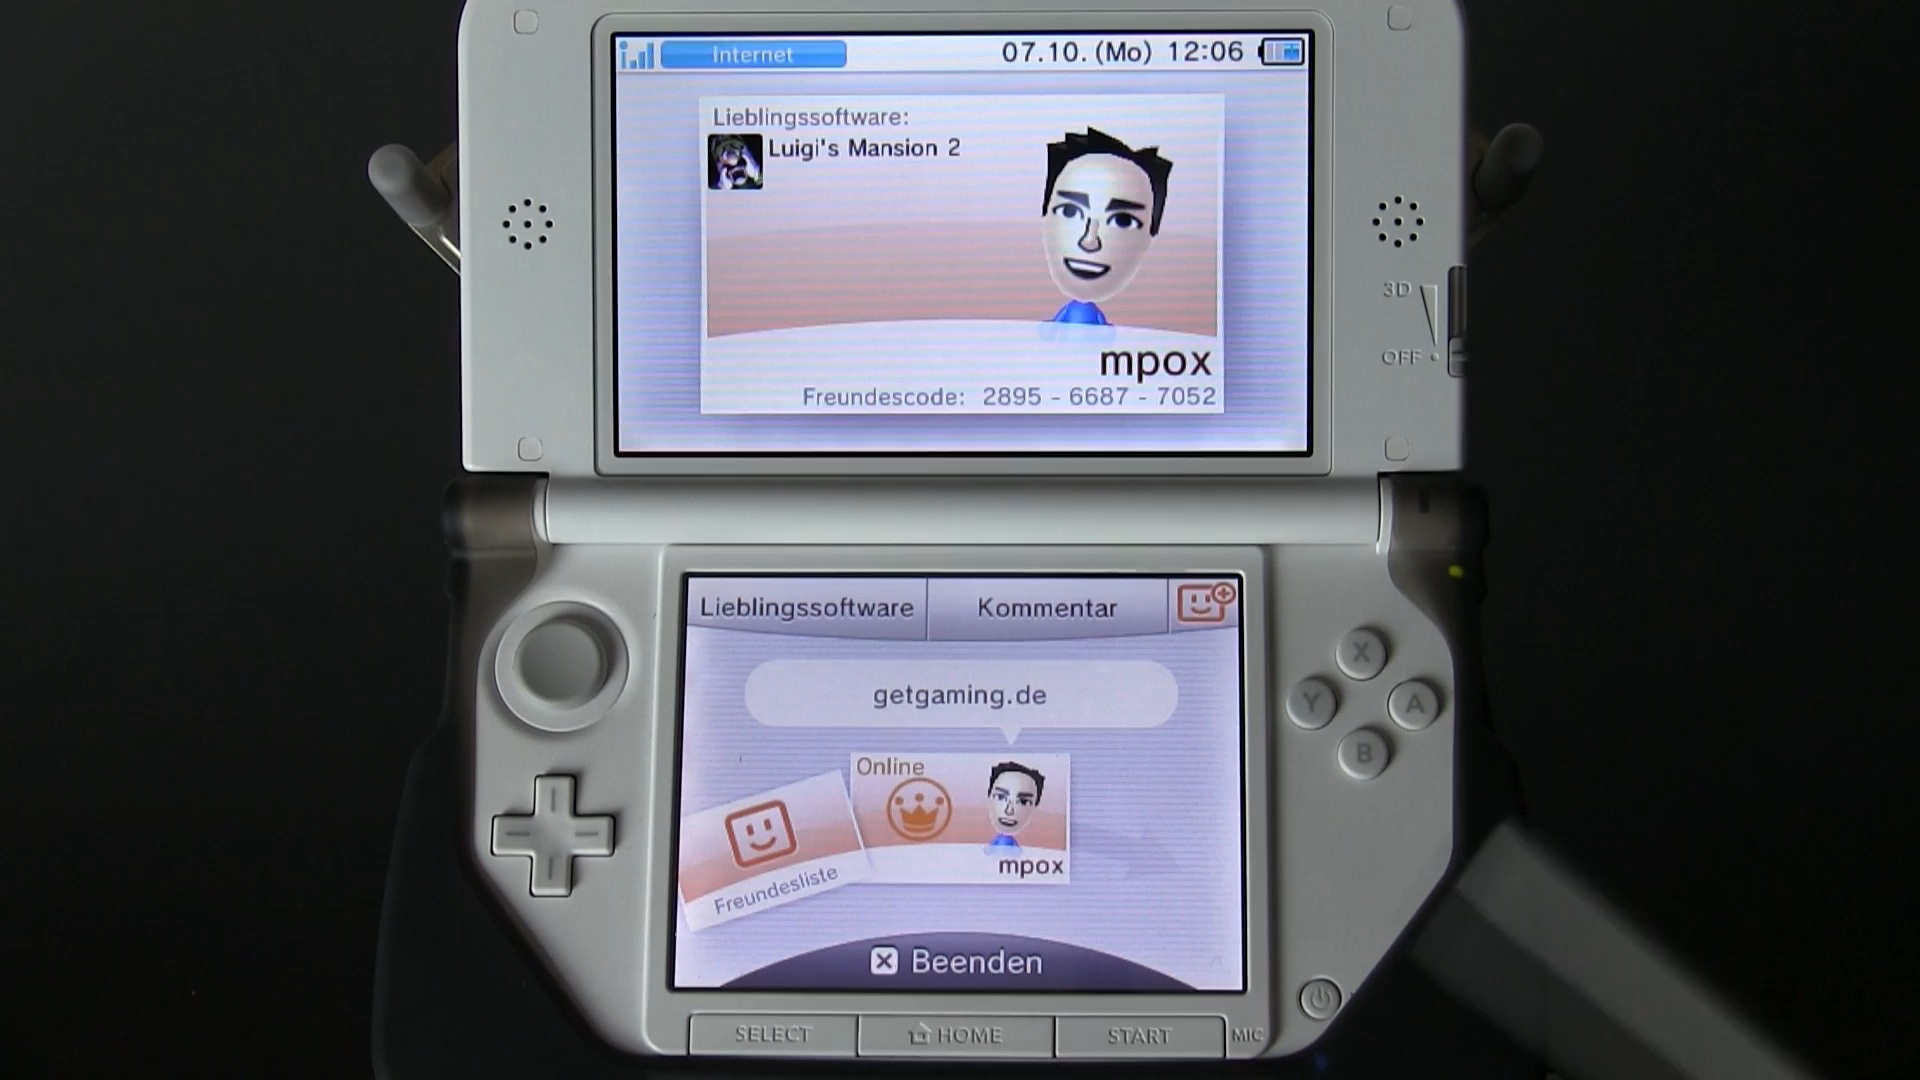 Internet
07.10. (Mo) 12:06
Lieblingssoftware:
Luigi's Mansion 2
mpox
Freundescode: 2895 - 6687 - 7052
3D
OFF
Lieblingssoftware
Kommentar
getgaming.de
Online
mpox
Freundesliste
X Beenden
X
Y
A
B
SELECT
HOME
START
MIC